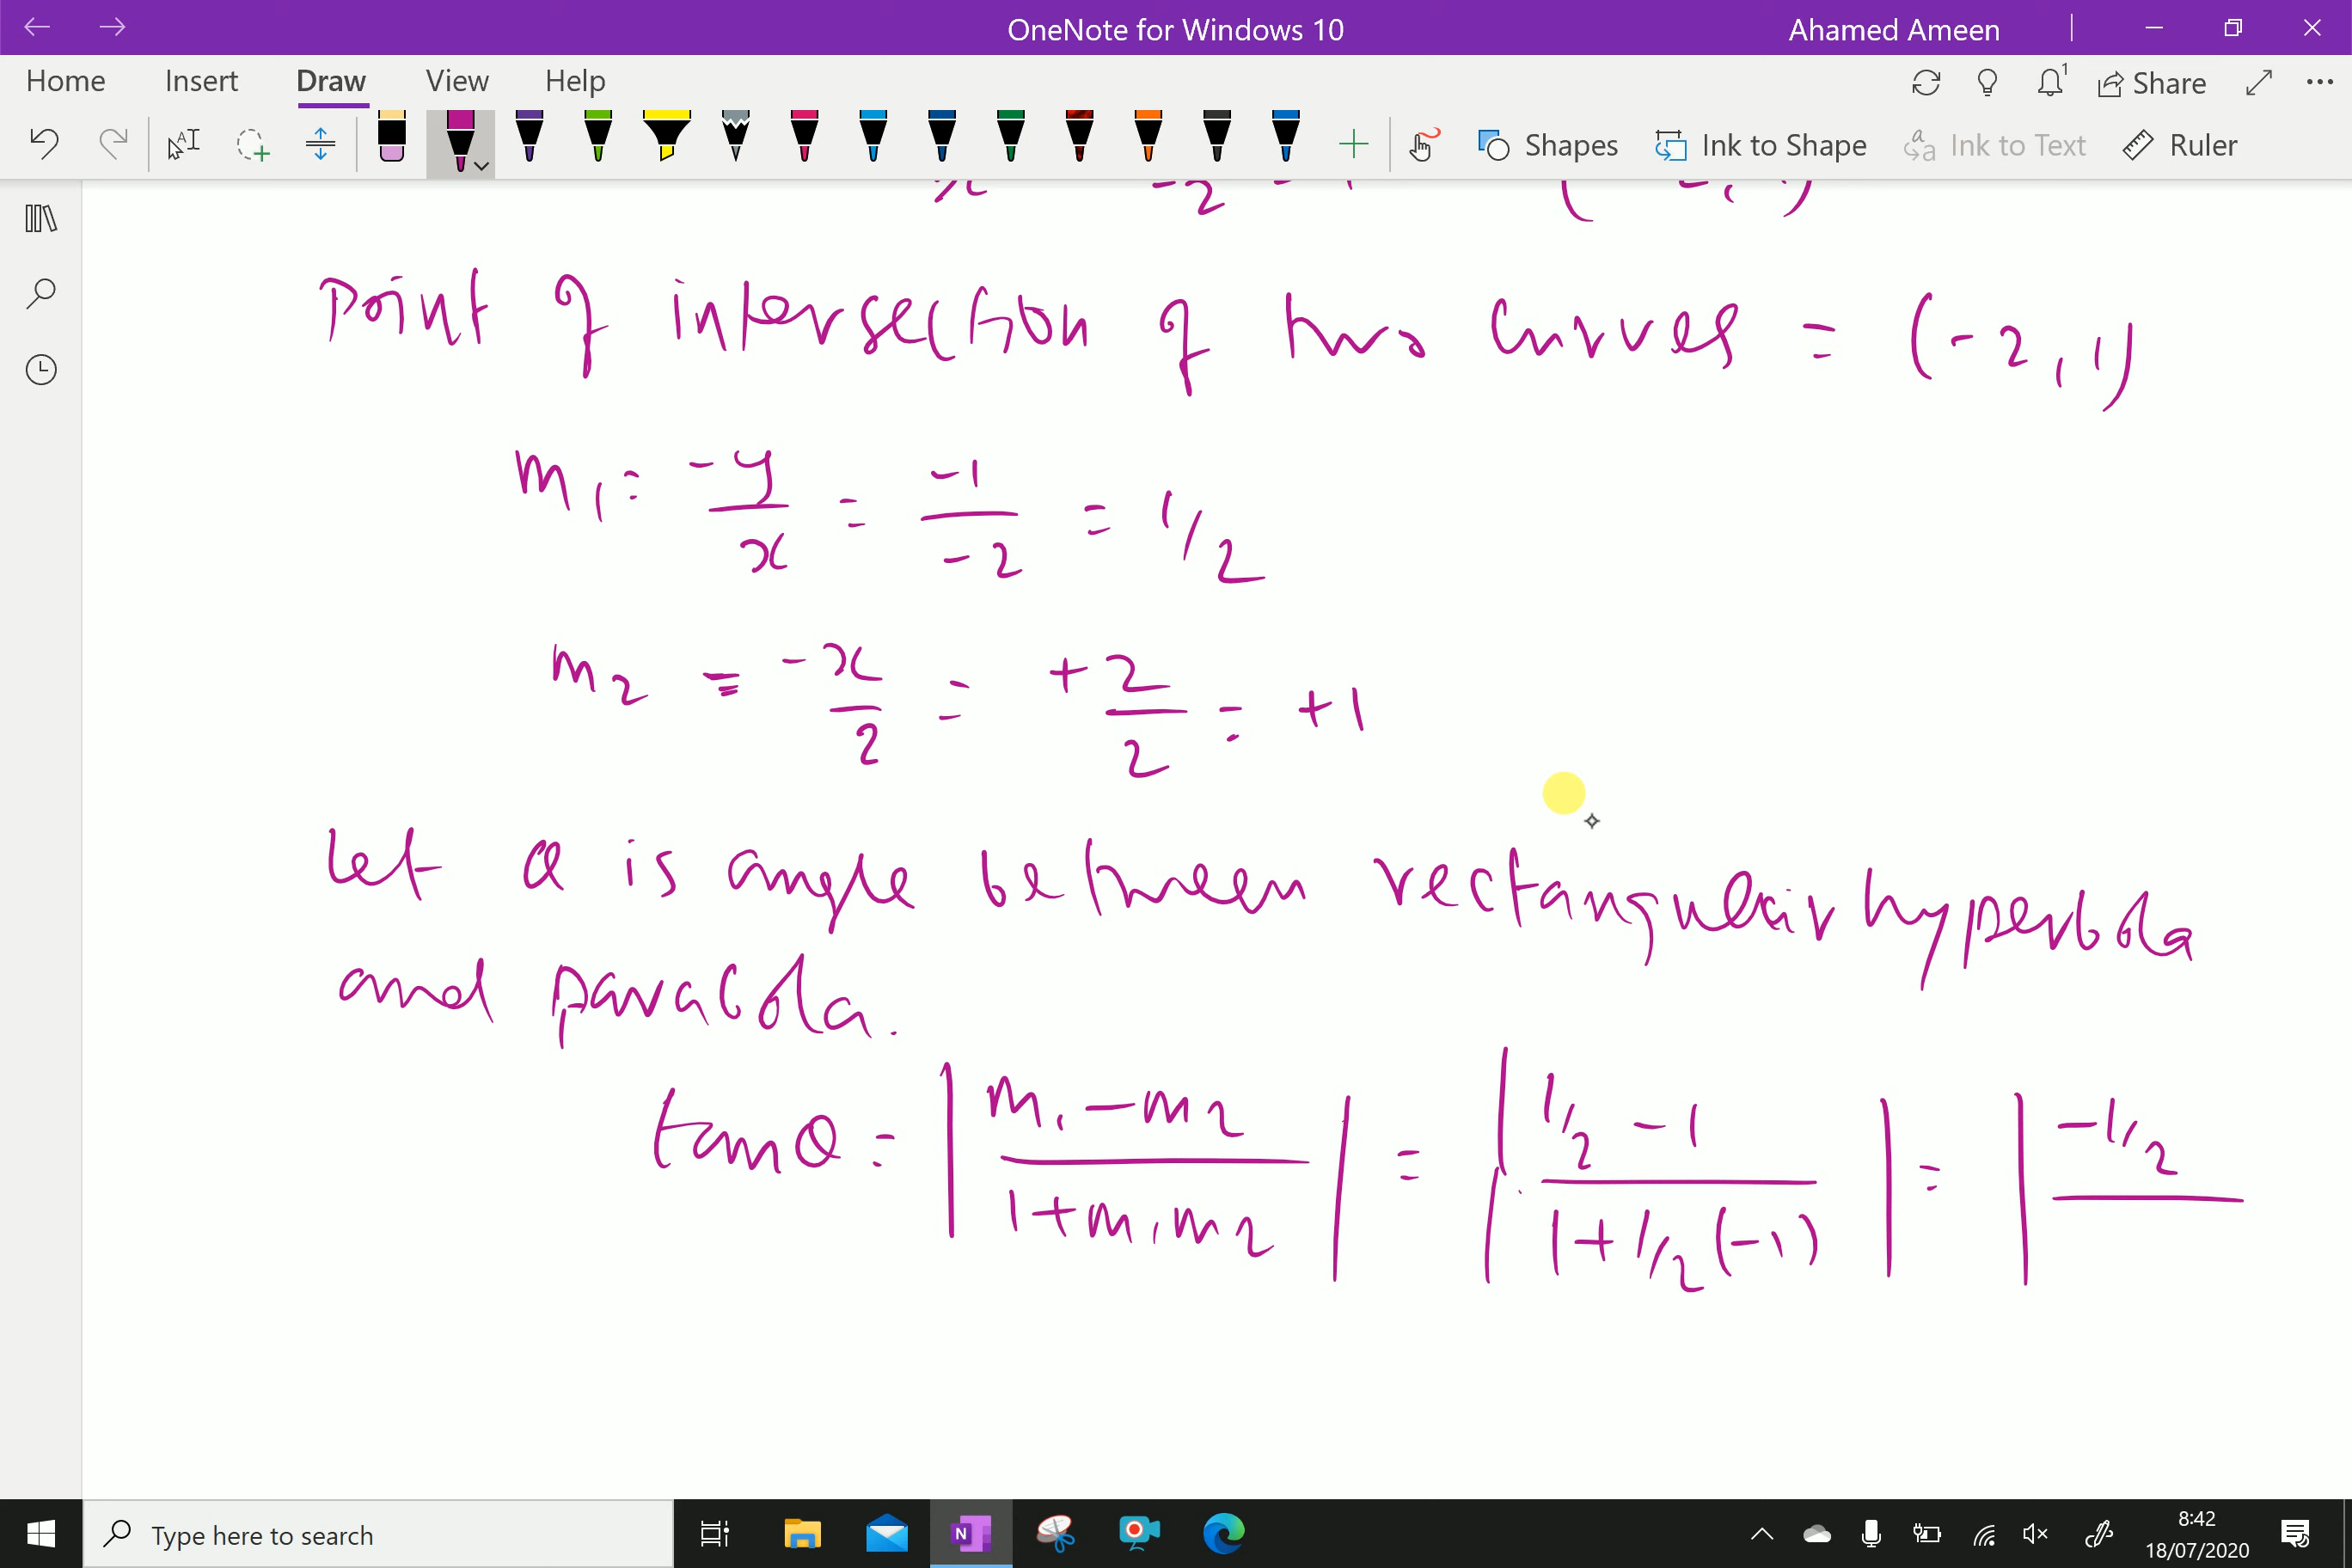 OneNote for Windows 10
Ahamed Ameen
Home Insert Draw View Help
1 Share
Shapes Ink to Shape Ink to Text Ruler
Point of intersection of two curves = (-2, 1)
m1 = -y/x = -1/-2 = 1/2
m2 = -x/2 = +2/2 = +1
Let θ is angle between rectangular hyperbola
and parabola.
tanθ = |m1 - m2 / 1 + m1m2| = |1/2 - 1 / 1 + 1/2(-1)| = |-1/2
Type here to search
N
8:42
18/07/2020